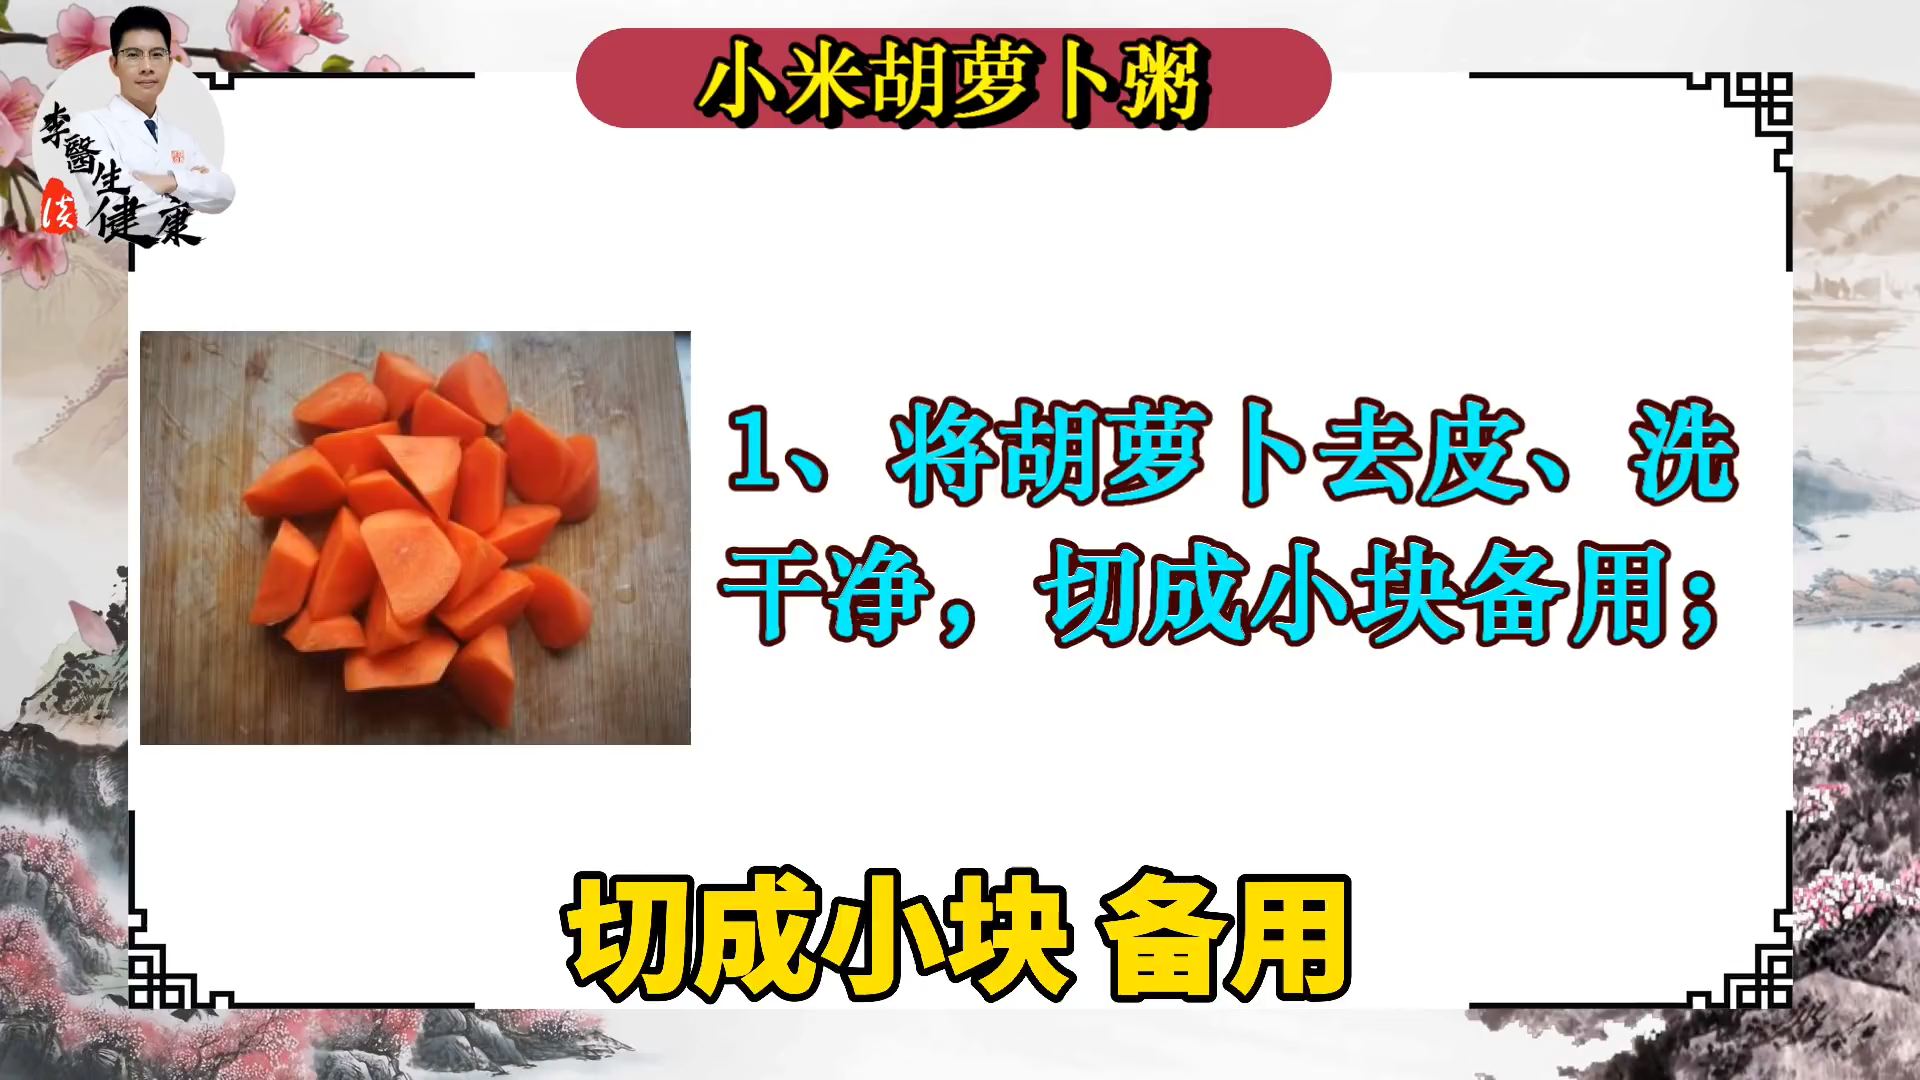 小米胡萝卜粥
李醫生
谈健康
1、将胡萝卜去皮、洗
干净，切成小块备用；
切成小块 备用